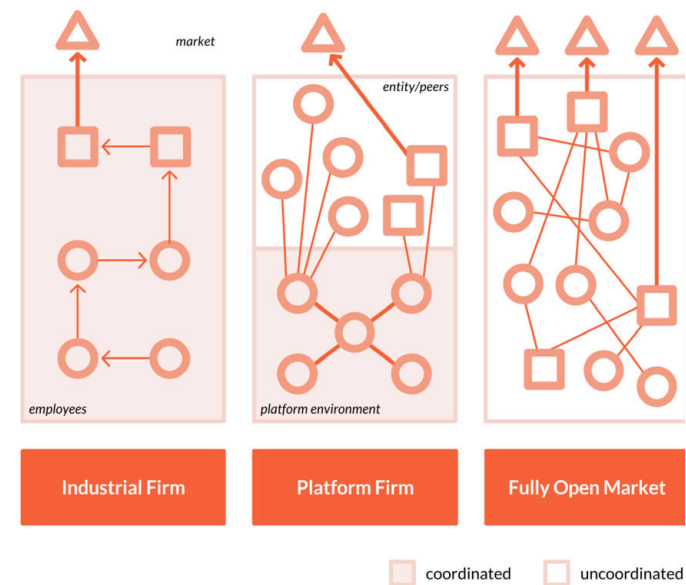 market
entity/peers
employees
platform environment
Industrial Firm
Platform Firm
Fully Open Market
coordinated
uncoordinated